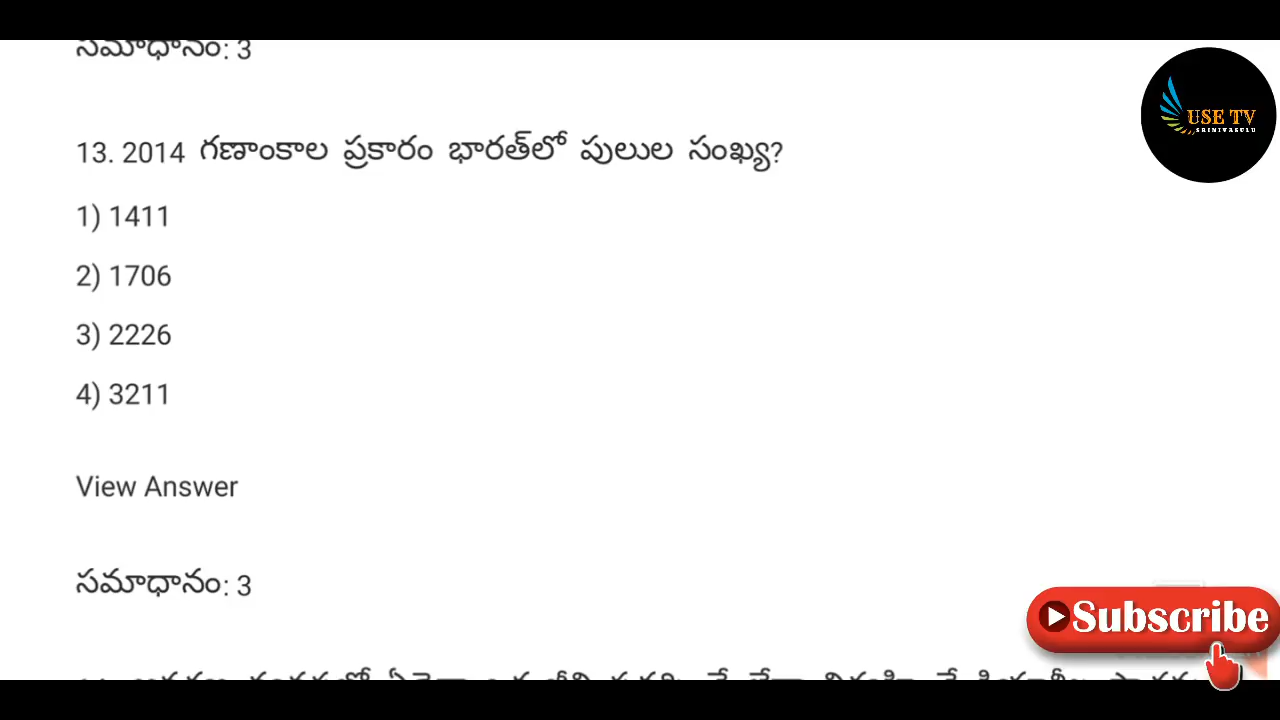 సమాధానం: 3
USE TV
SRINIVASULU
13. 2014 గణాంకాల ప్రకారం భారత్‌లో పులుల సంఖ్య?
1) 1411
2) 1706
3) 2226
4) 3211
View Answer
సమాధానం: 3
Subscribe